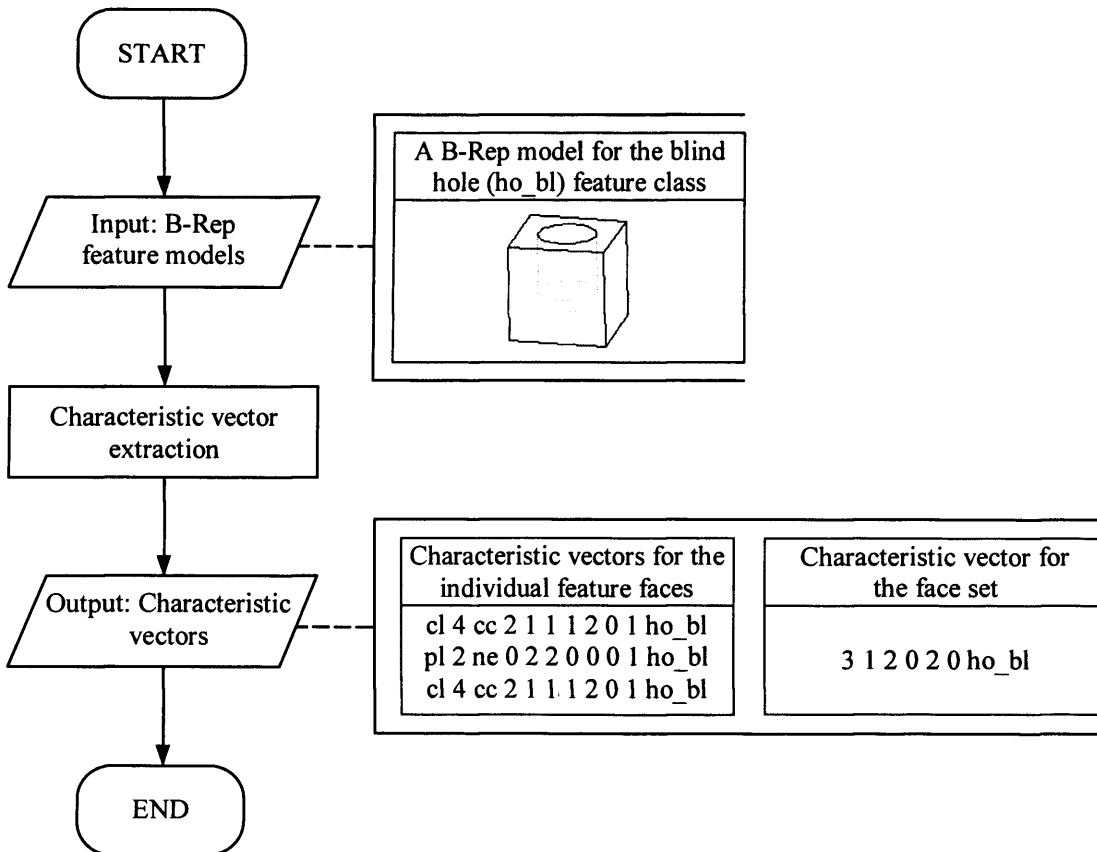 START
Input: B-Rep
feature models
A B-Rep model for the blind
hole (ho_bl) feature class
Characteristic vector
extraction
Output: Characteristic
vectors
Characteristic vectors for the
individual feature faces
cl 4 cc 2 1 1 1 2 0 1 ho_bl
pl 2 ne 0 2 2 0 0 0 1 ho_bl
cl 4 cc 2 1 1 1 2 0 1 ho_bl
Characteristic vector for
the face set
3 1 2 0 2 0 ho_bl
END